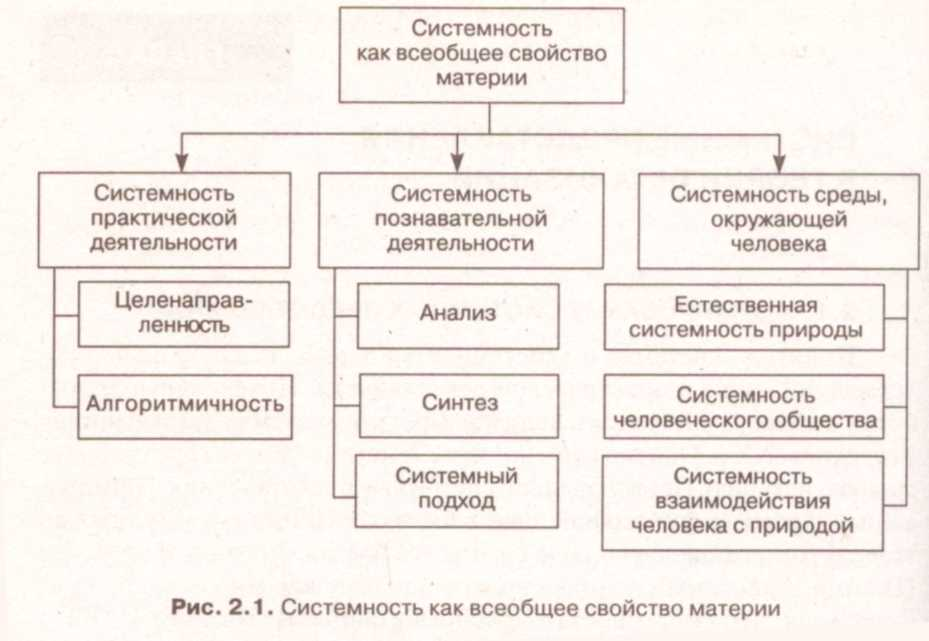 Системность
как всеобщее свойство
материи
Системность
практической
деятельности
Системность
познавательной
деятельности
Системность среды,
окружающей
человека
Целенаправ-
ленность
Алгоритмичность
Анализ
Синтез
Системный
подход
Естественная
системность природы
Системность
человеческого общества
Системность
взаимодействия
человека с природой
Рис. 2.1. Системность как всеобщее свойство материи